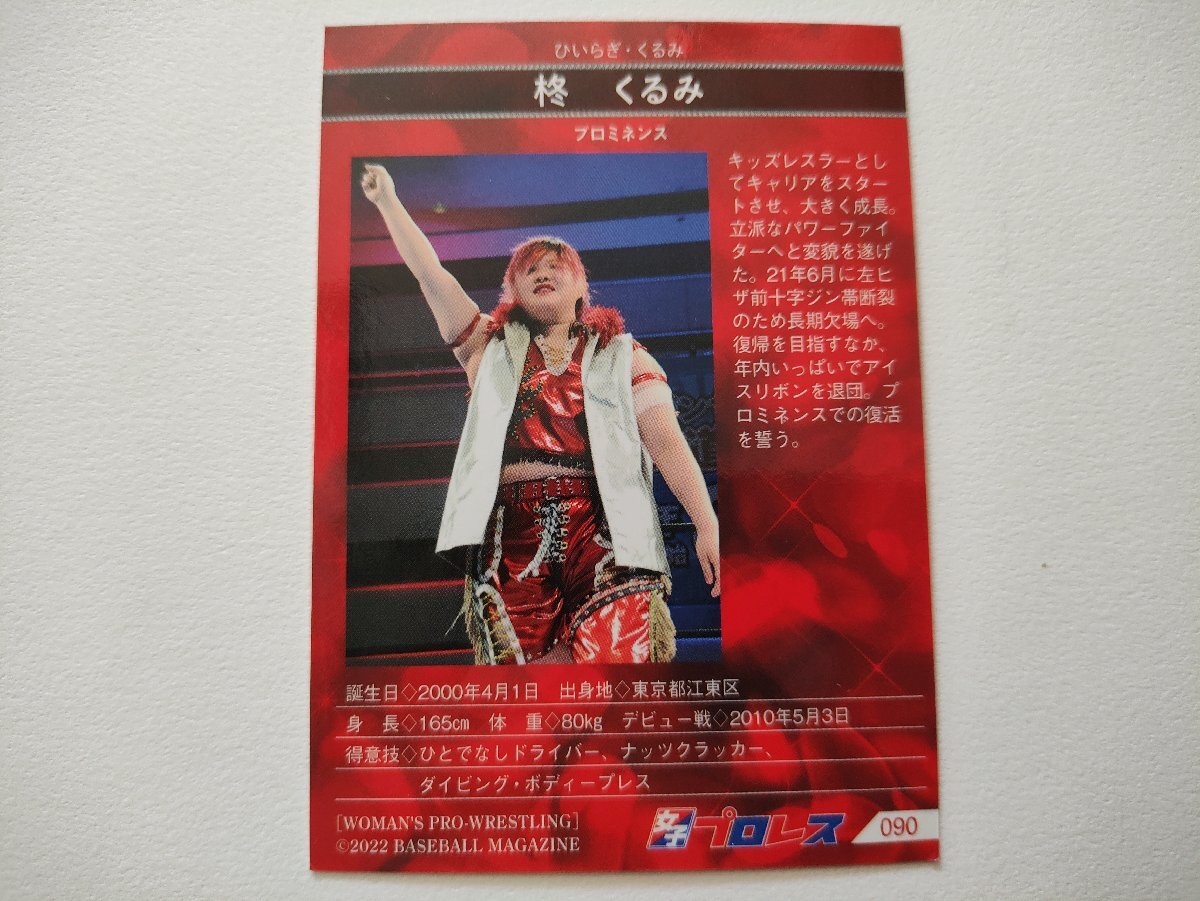 ひいらぎ・くるみ
柊　くるみ
プロミネンス
キッズレスラーとし
てキャリアをスター
トさせ、大きく成長。
立派なパワーファイ
ターへと変貌を遂げ
た。21年6月に左ヒ
ザ前十字ジン帯断裂
のため長期欠場へ。
復帰を目指すなか、
年内いっぱいでアイ
スリボンを退団。プ
ロミネンスでの復活
を誓う。
誕生日◇2000年4月1日　出身地◇東京都江東区
身　長◇165㎝　体　重◇80kg　デビュー戦◇2010年5月3日
得意技◇ひとでなしドライバー、ナッツクラッカー、
ダイビング・ボディープレス
[WOMAN'S PRO-WRESTLING]
©2022 BASEBALL MAGAZINE
女子プロレス
090